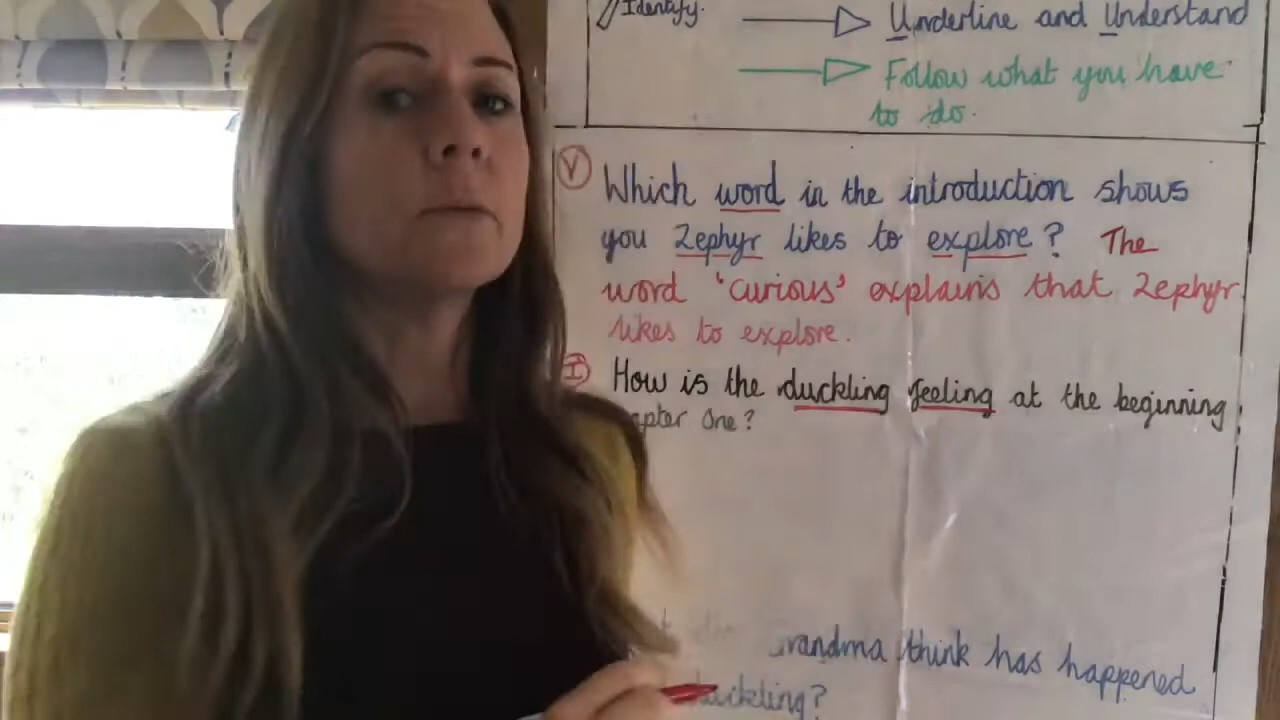 Identify.
Underline and Understand
Follow what you have
to do.
V Which word in the introduction shows
you Zephyr likes to explore? The
word 'curious' explains that Zephyr
likes to explore.
I How is the duckling feeling at the beginning
One?
Grandma think has happened
duckling?